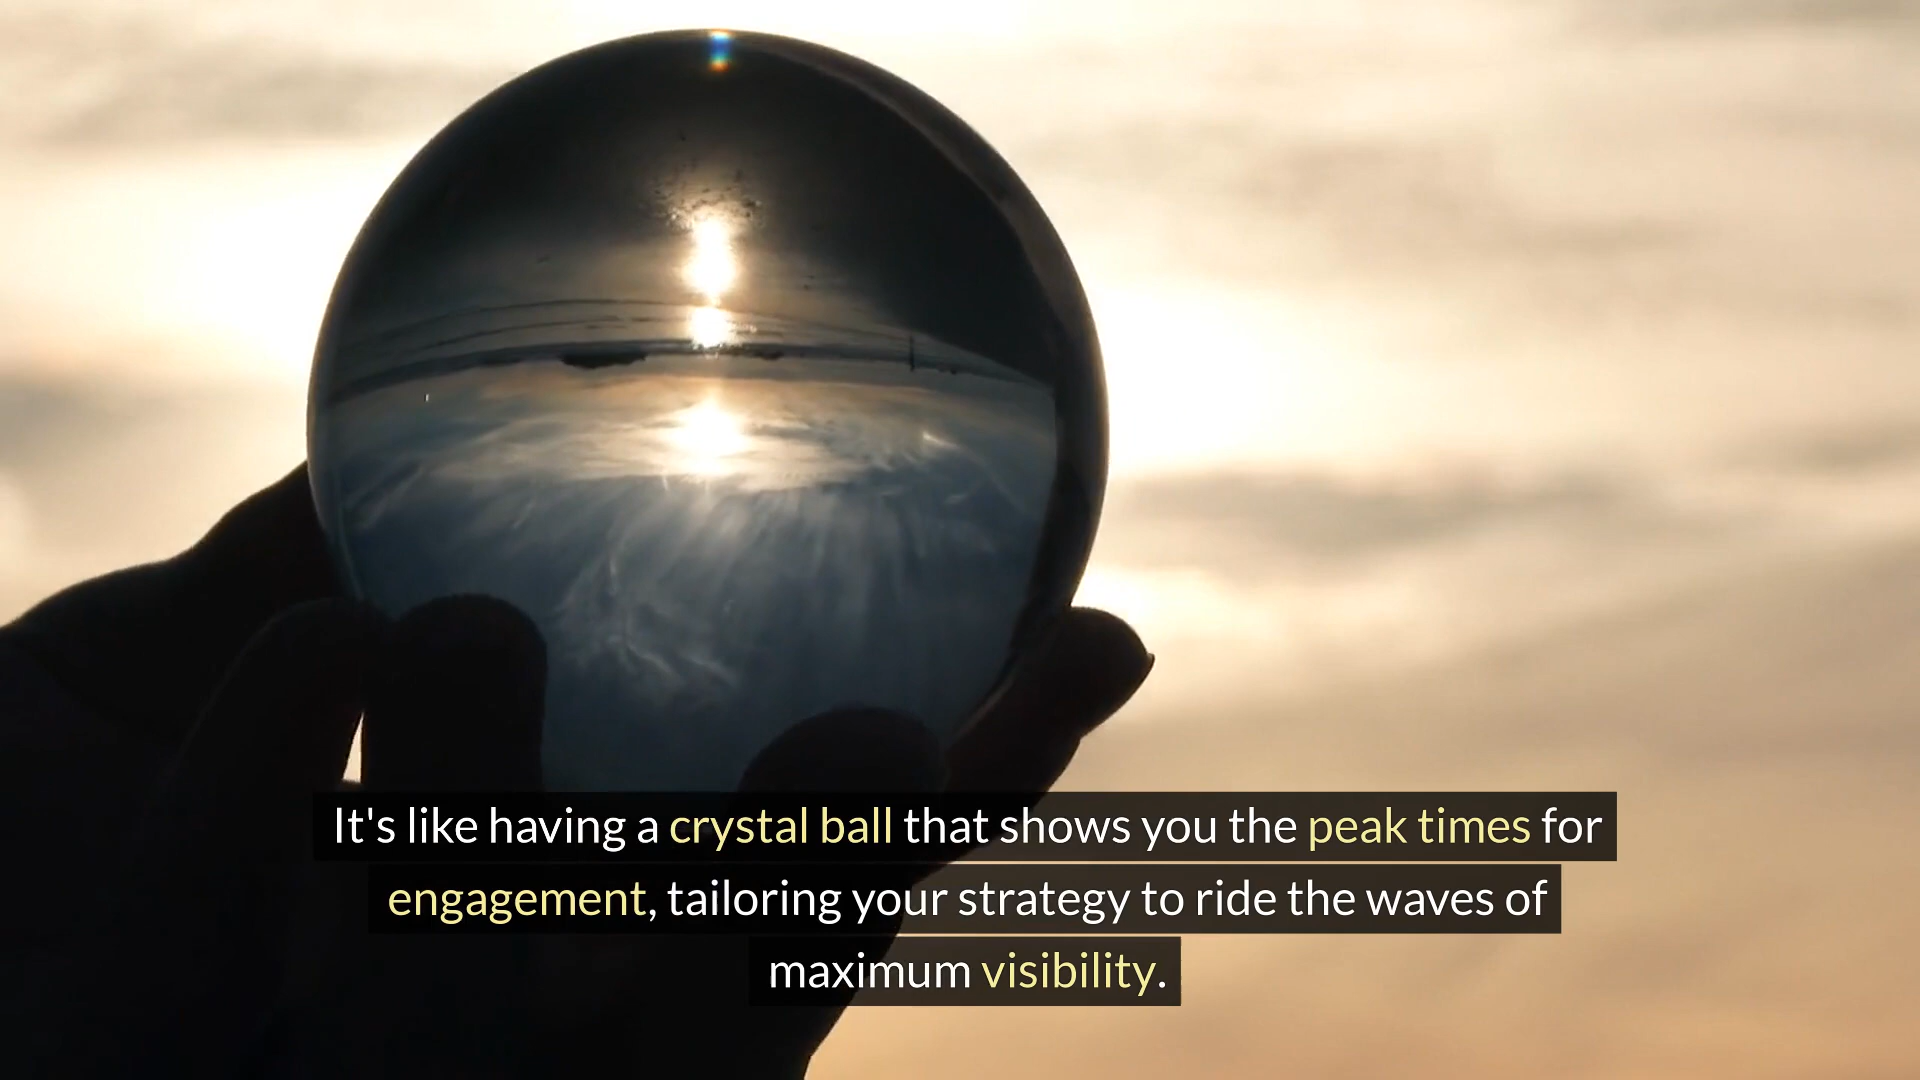 It's like having a crystal ball that shows you the peak times for
engagement, tailoring your strategy to ride the waves of
maximum visibility.